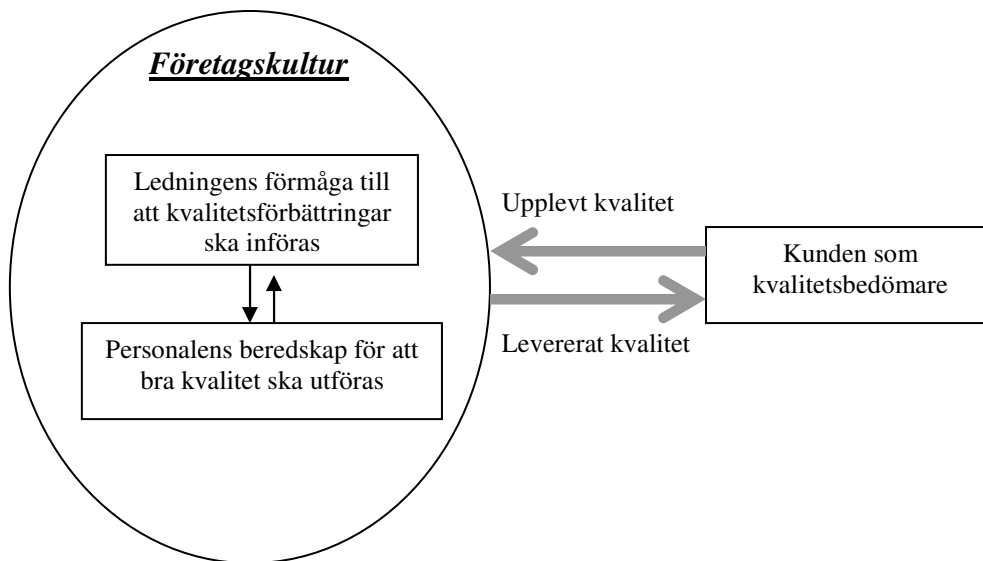 Företagskultur
Ledningens förmåga till
att kvalitetsförbättringar
ska införas
Personalens beredskap för att
bra kvalitet ska utföras
Upplevt kvalitet
Levererat kvalitet
Kunden som
kvalitetsbedömare